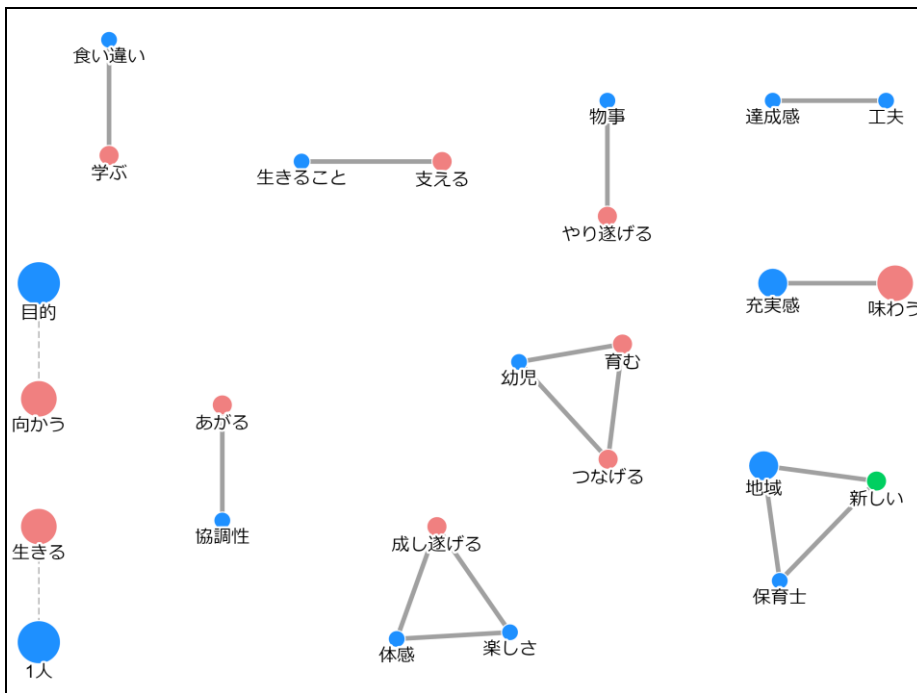 食い違い
学ぶ
生きること
支える
物事
やり遂げる
達成感
工夫
目的
向かう
充実感
味わう
幼児
育む
つなげる
あがる
協調性
地域
新しい
保育士
生きる
1人
成し遂げる
体感
楽しさ